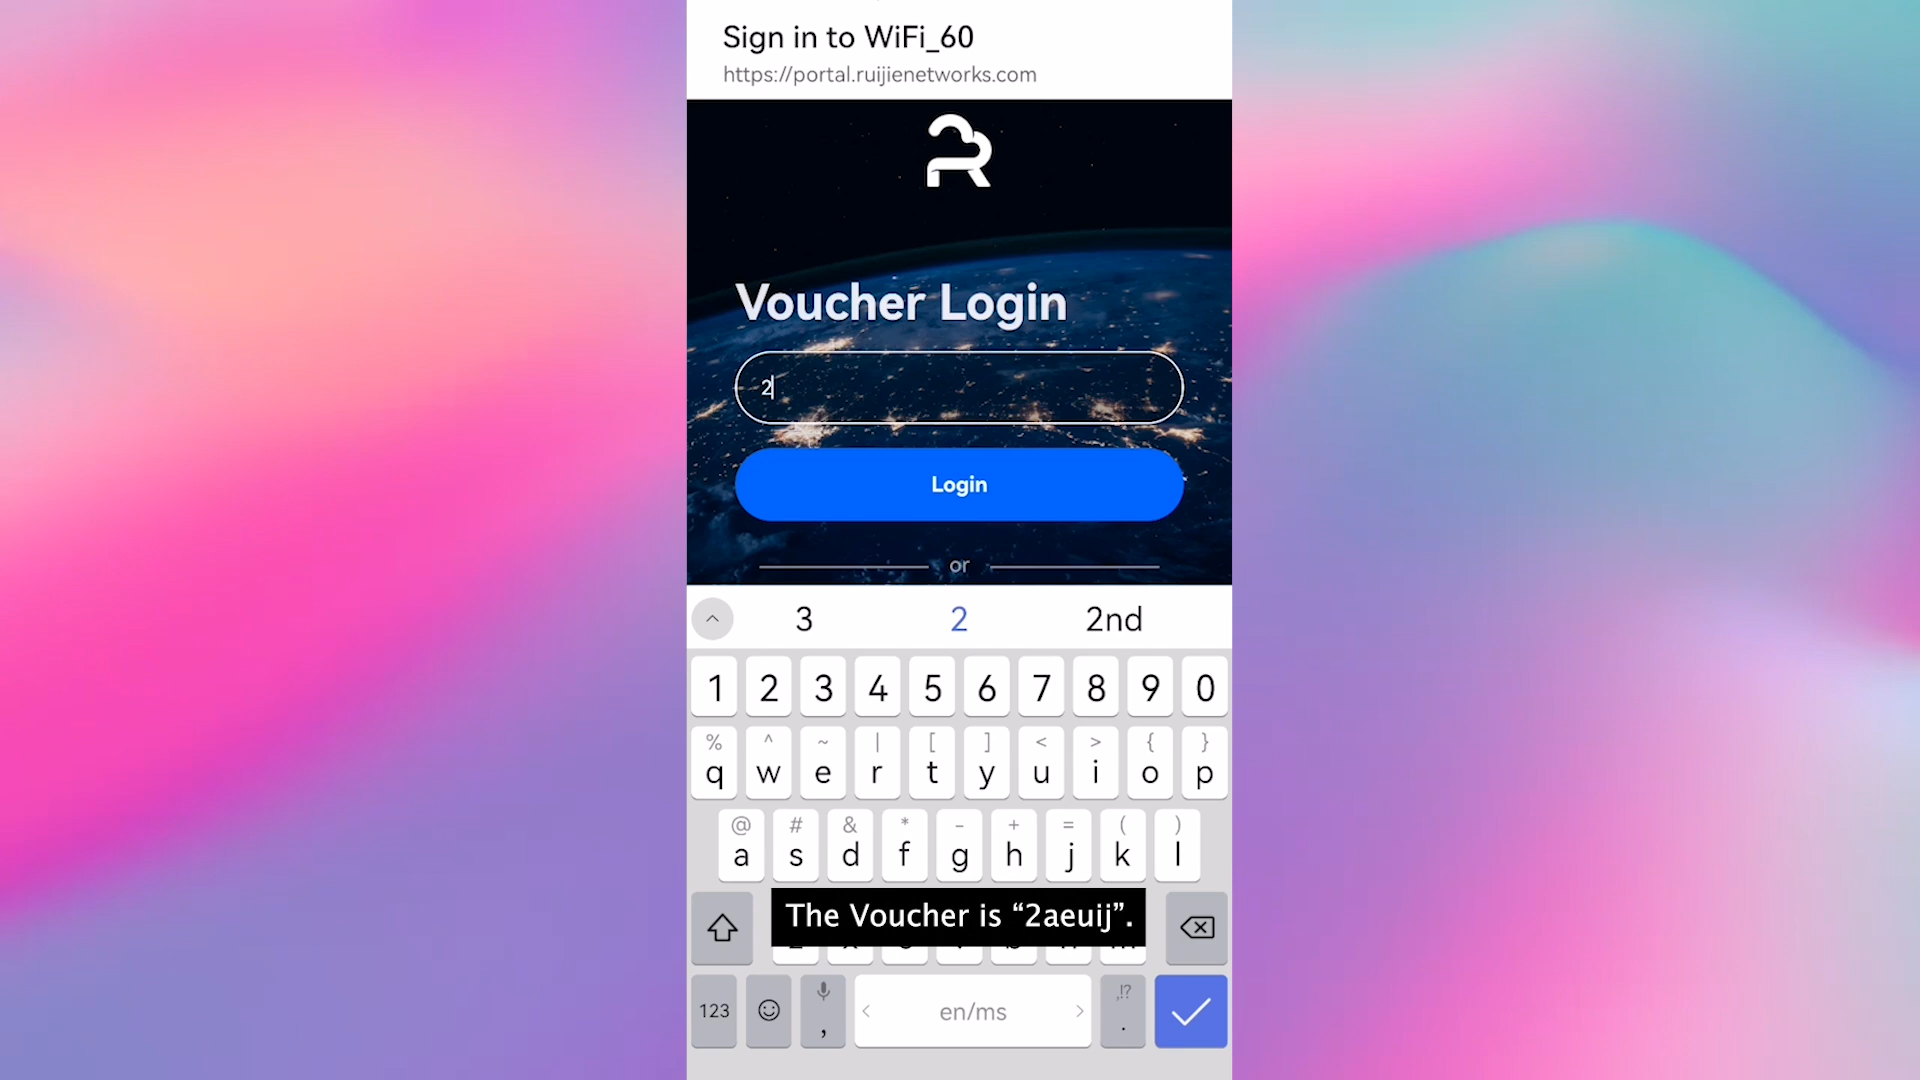 Sign in to WiFi_60
https://portal.ruijienetworks.com
Voucher Login
2
Login
or
3 2 2nd
1 2 3 4 5 6 7 8 9 0
% ^ ~ | [ ] < > { }
q w e r t y u i o p
@ # & * - + = ( )
a s d f g h j k l
The Voucher is “2aeuij”.
123 , < en/ms > ,!? .